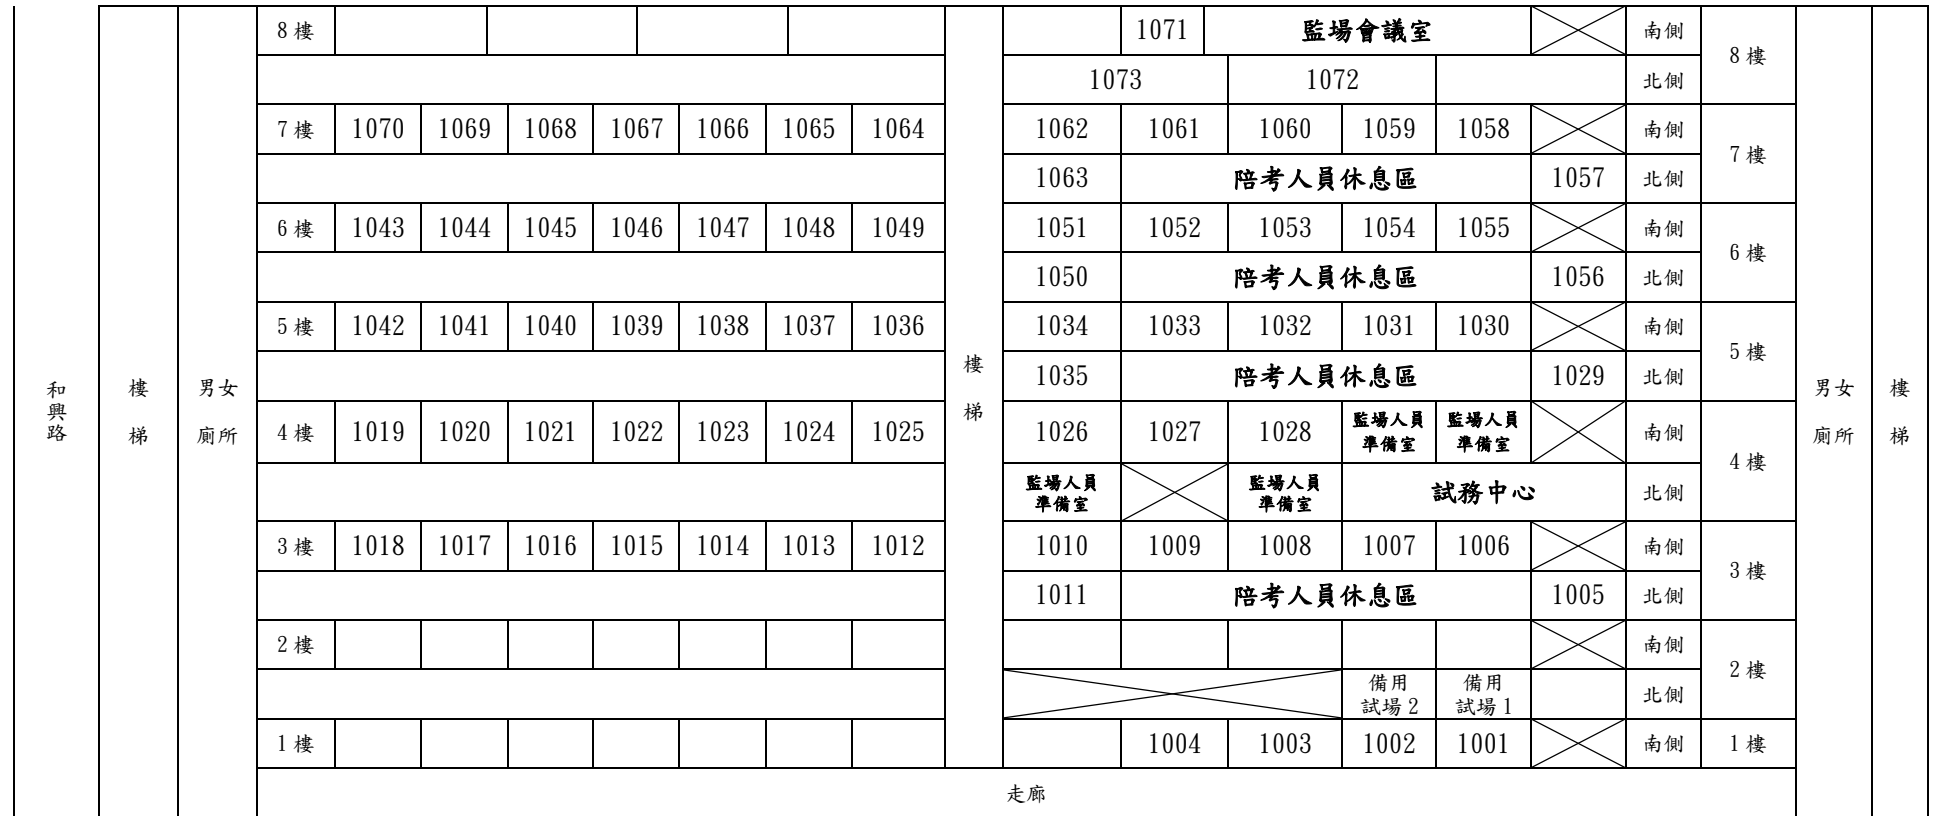 8樓 1071 監場會議室 南側 8樓
1073 1072 北側
7樓 1070 1069 1068 1067 1066 1065 1064 1062 1061 1060 1059 1058 南側 7樓
1063 陪考人員休息區 1057 北側
6樓 1043 1044 1045 1046 1047 1048 1049 1051 1052 1053 1054 1055 南側 6樓
1050 陪考人員休息區 1056 北側
5樓 1042 1041 1040 1039 1038 1037 1036 1034 1033 1032 1031 1030 南側 5樓
和興路 樓梯 男女廁所 樓梯 1035 陪考人員休息區 1029 北側 男女廁所 樓梯
4樓 1019 1020 1021 1022 1023 1024 1025 1026 1027 1028 監場人員準備室 監場人員準備室 南側 4樓
監場人員準備室 監場人員準備室 試務中心 北側
3樓 1018 1017 1016 1015 1014 1013 1012 1010 1009 1008 1007 1006 南側 3樓
1011 陪考人員休息區 1005 北側
2樓 南側 2樓
備用試場2 備用試場1 北側
1樓 1004 1003 1002 1001 南側 1樓
走廊